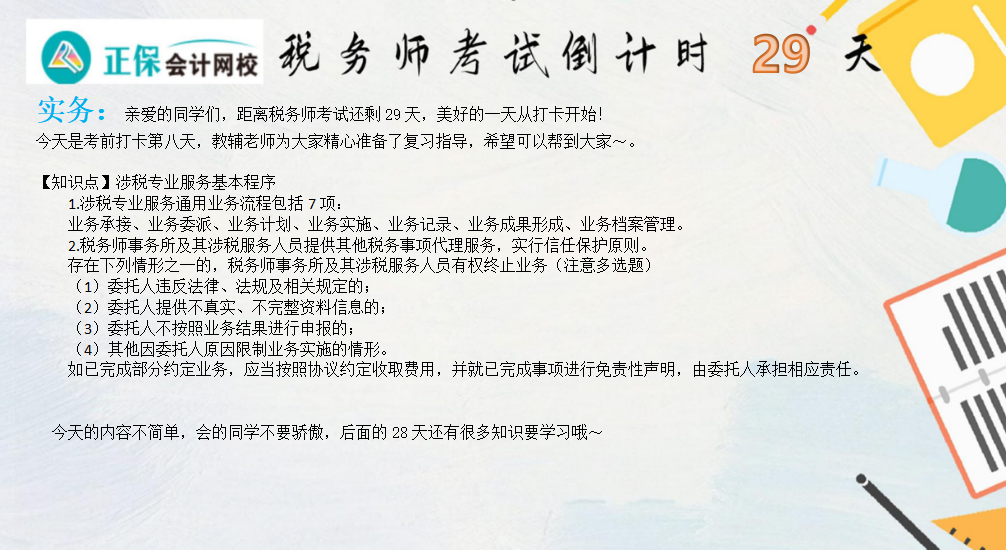 正保会计网校 税务师考试倒计时 29 天
实务：亲爱的同学们，距离税务师考试还剩29天，美好的一天从打卡开始！
今天是考前打卡第八天，教辅老师为大家精心准备了复习指导，希望可以帮到大家～。
【知识点】涉税专业服务基本程序
1.涉税专业服务通用业务流程包括7项：
业务承接、业务委派、业务计划、业务实施、业务记录、业务成果形成、业务档案管理。
2.税务师事务所及其涉税服务人员提供其他税务事项代理服务，实行信任保护原则。
存在下列情形之一的，税务师事务所及其涉税服务人员有权终止业务（注意多选题）
（1）委托人违反法律、法规及相关规定的；
（2）委托人提供不真实、不完整资料信息的；
（3）委托人不按照业务结果进行申报的；
（4）其他因委托人原因限制业务实施的情形。
如已完成部分约定业务，应当按照协议约定收取费用，并就已完成事项进行免责性声明，由委托人承担相应责任。
今天的内容不简单，会的同学不要骄傲，后面的28天还有很多知识要学习哦～